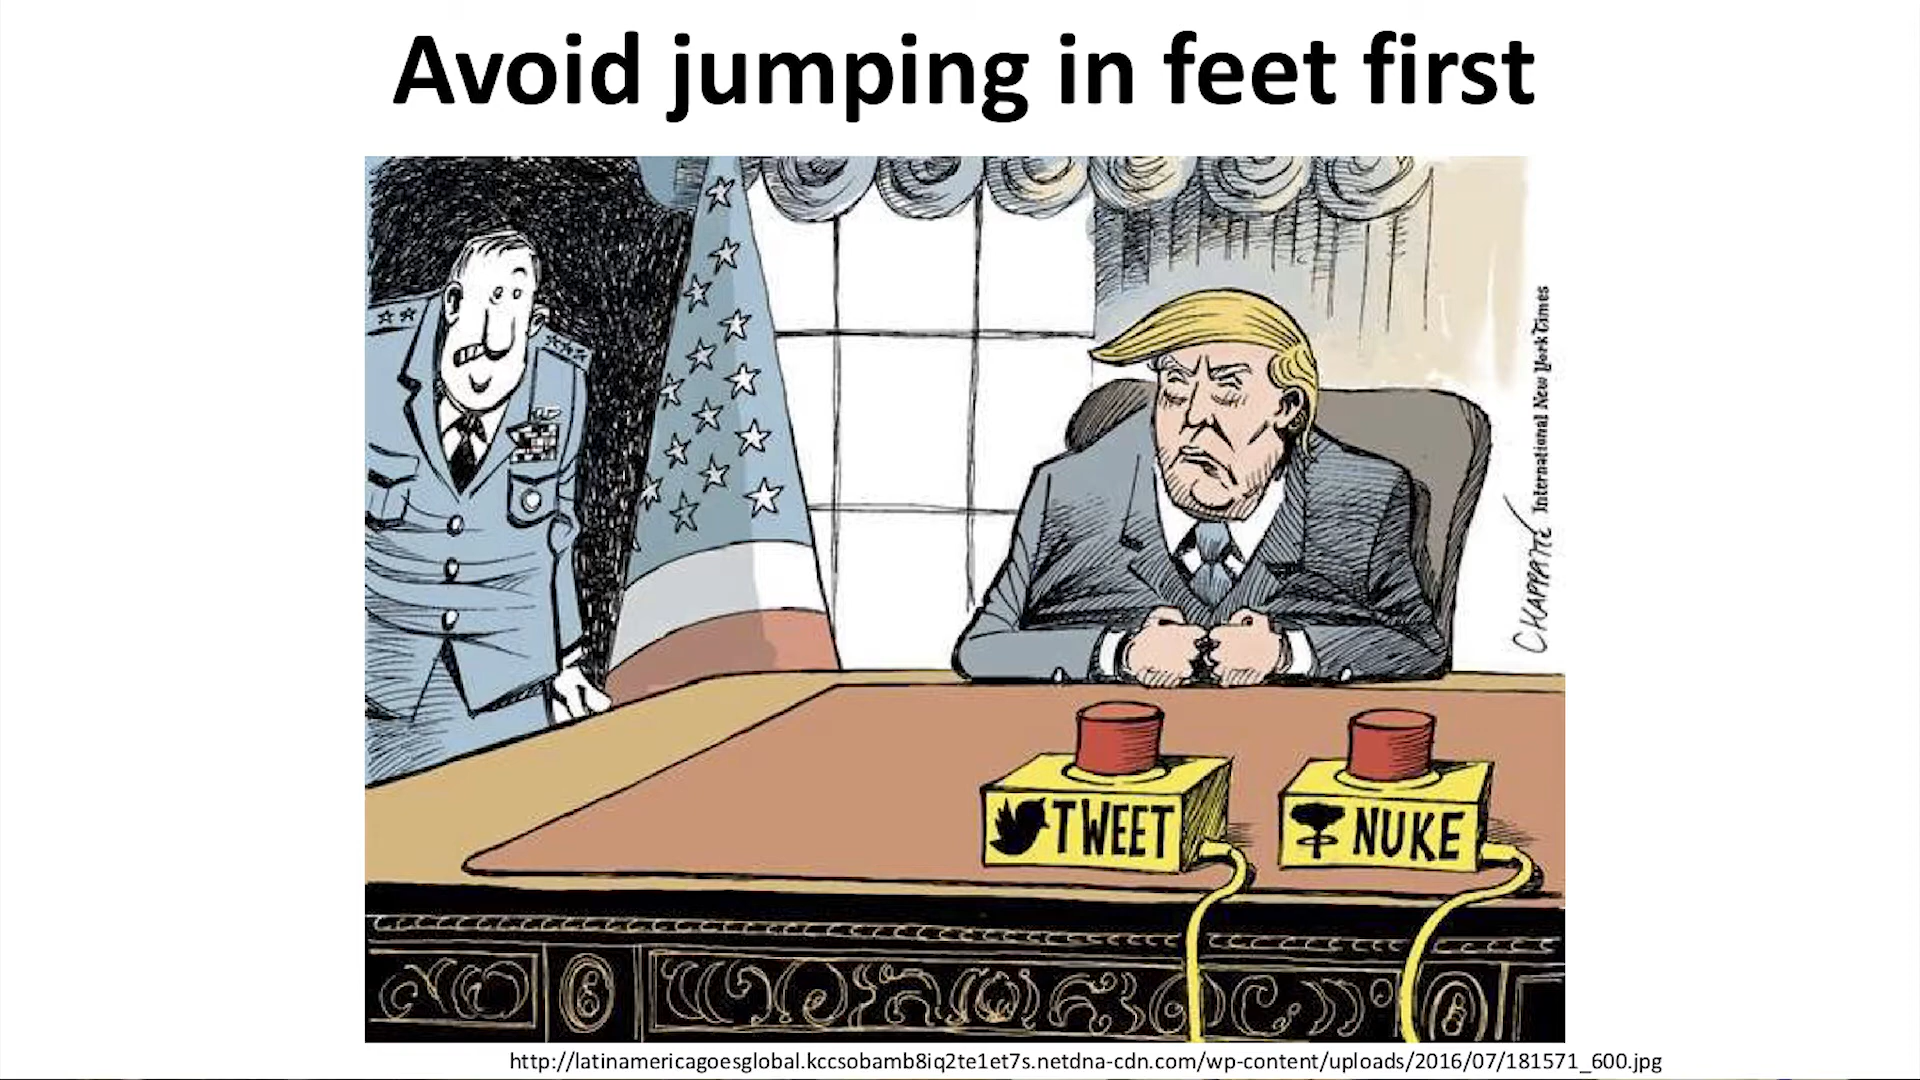 Avoid jumping in feet first
International New York Times
CHAPPATTE
TWEET
NUKE
http://latinamericagoesglobal.kccsobamb8iq2te1et7s.netdna-cdn.com/wp-content/uploads/2016/07/181571_600.jpg